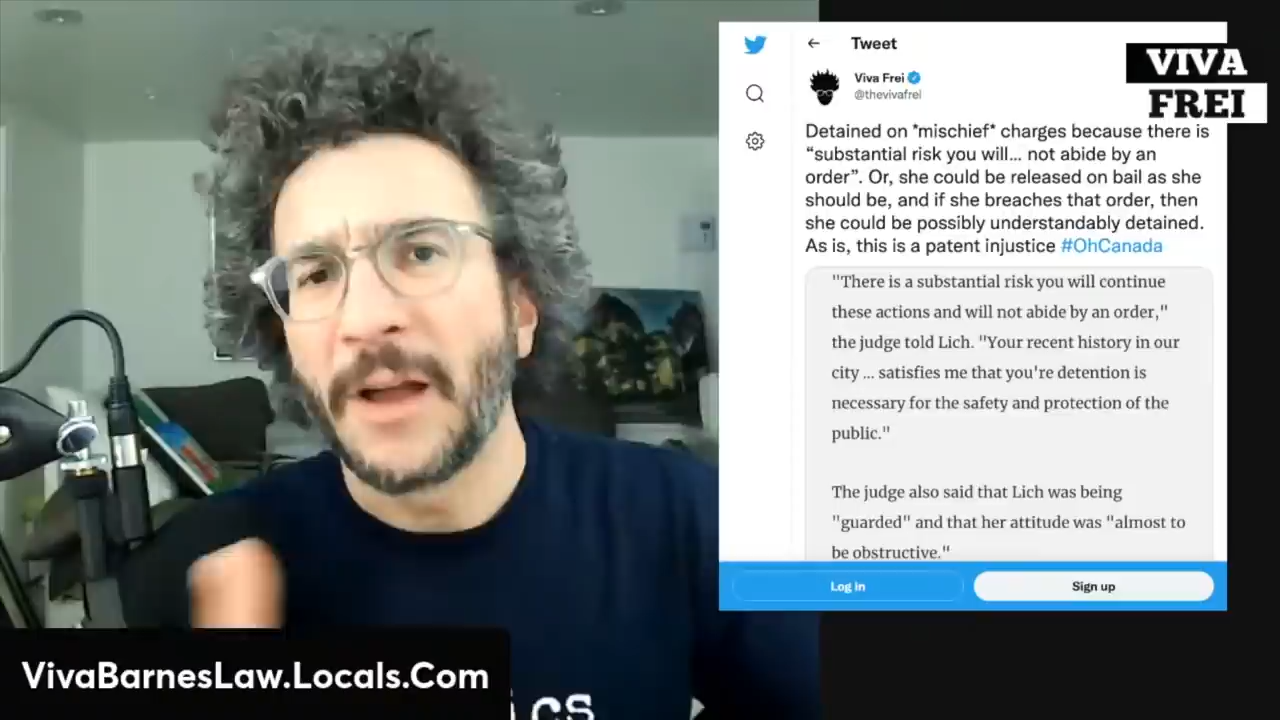 Tweet
Viva Frei
@thevivafrei
VIVA
FREI
Detained on *mischief* charges because there is
“substantial risk you will... not abide by an
order”. Or, she could be released on bail as she
should be, and if she breaches that order, then
she could be possibly understandably detained.
As is, this is a patent injustice #OhCanada
"There is a substantial risk you will continue
these actions and will not abide by an order,"
the judge told Lich. "Your recent history in our
city ... satisfies me that you're detention is
necessary for the safety and protection of the
public."
The judge also said that Lich was being
"guarded" and that her attitude was "almost to
be obstructive."
Log in
Sign up
VivaBarnesLaw.Locals.Com